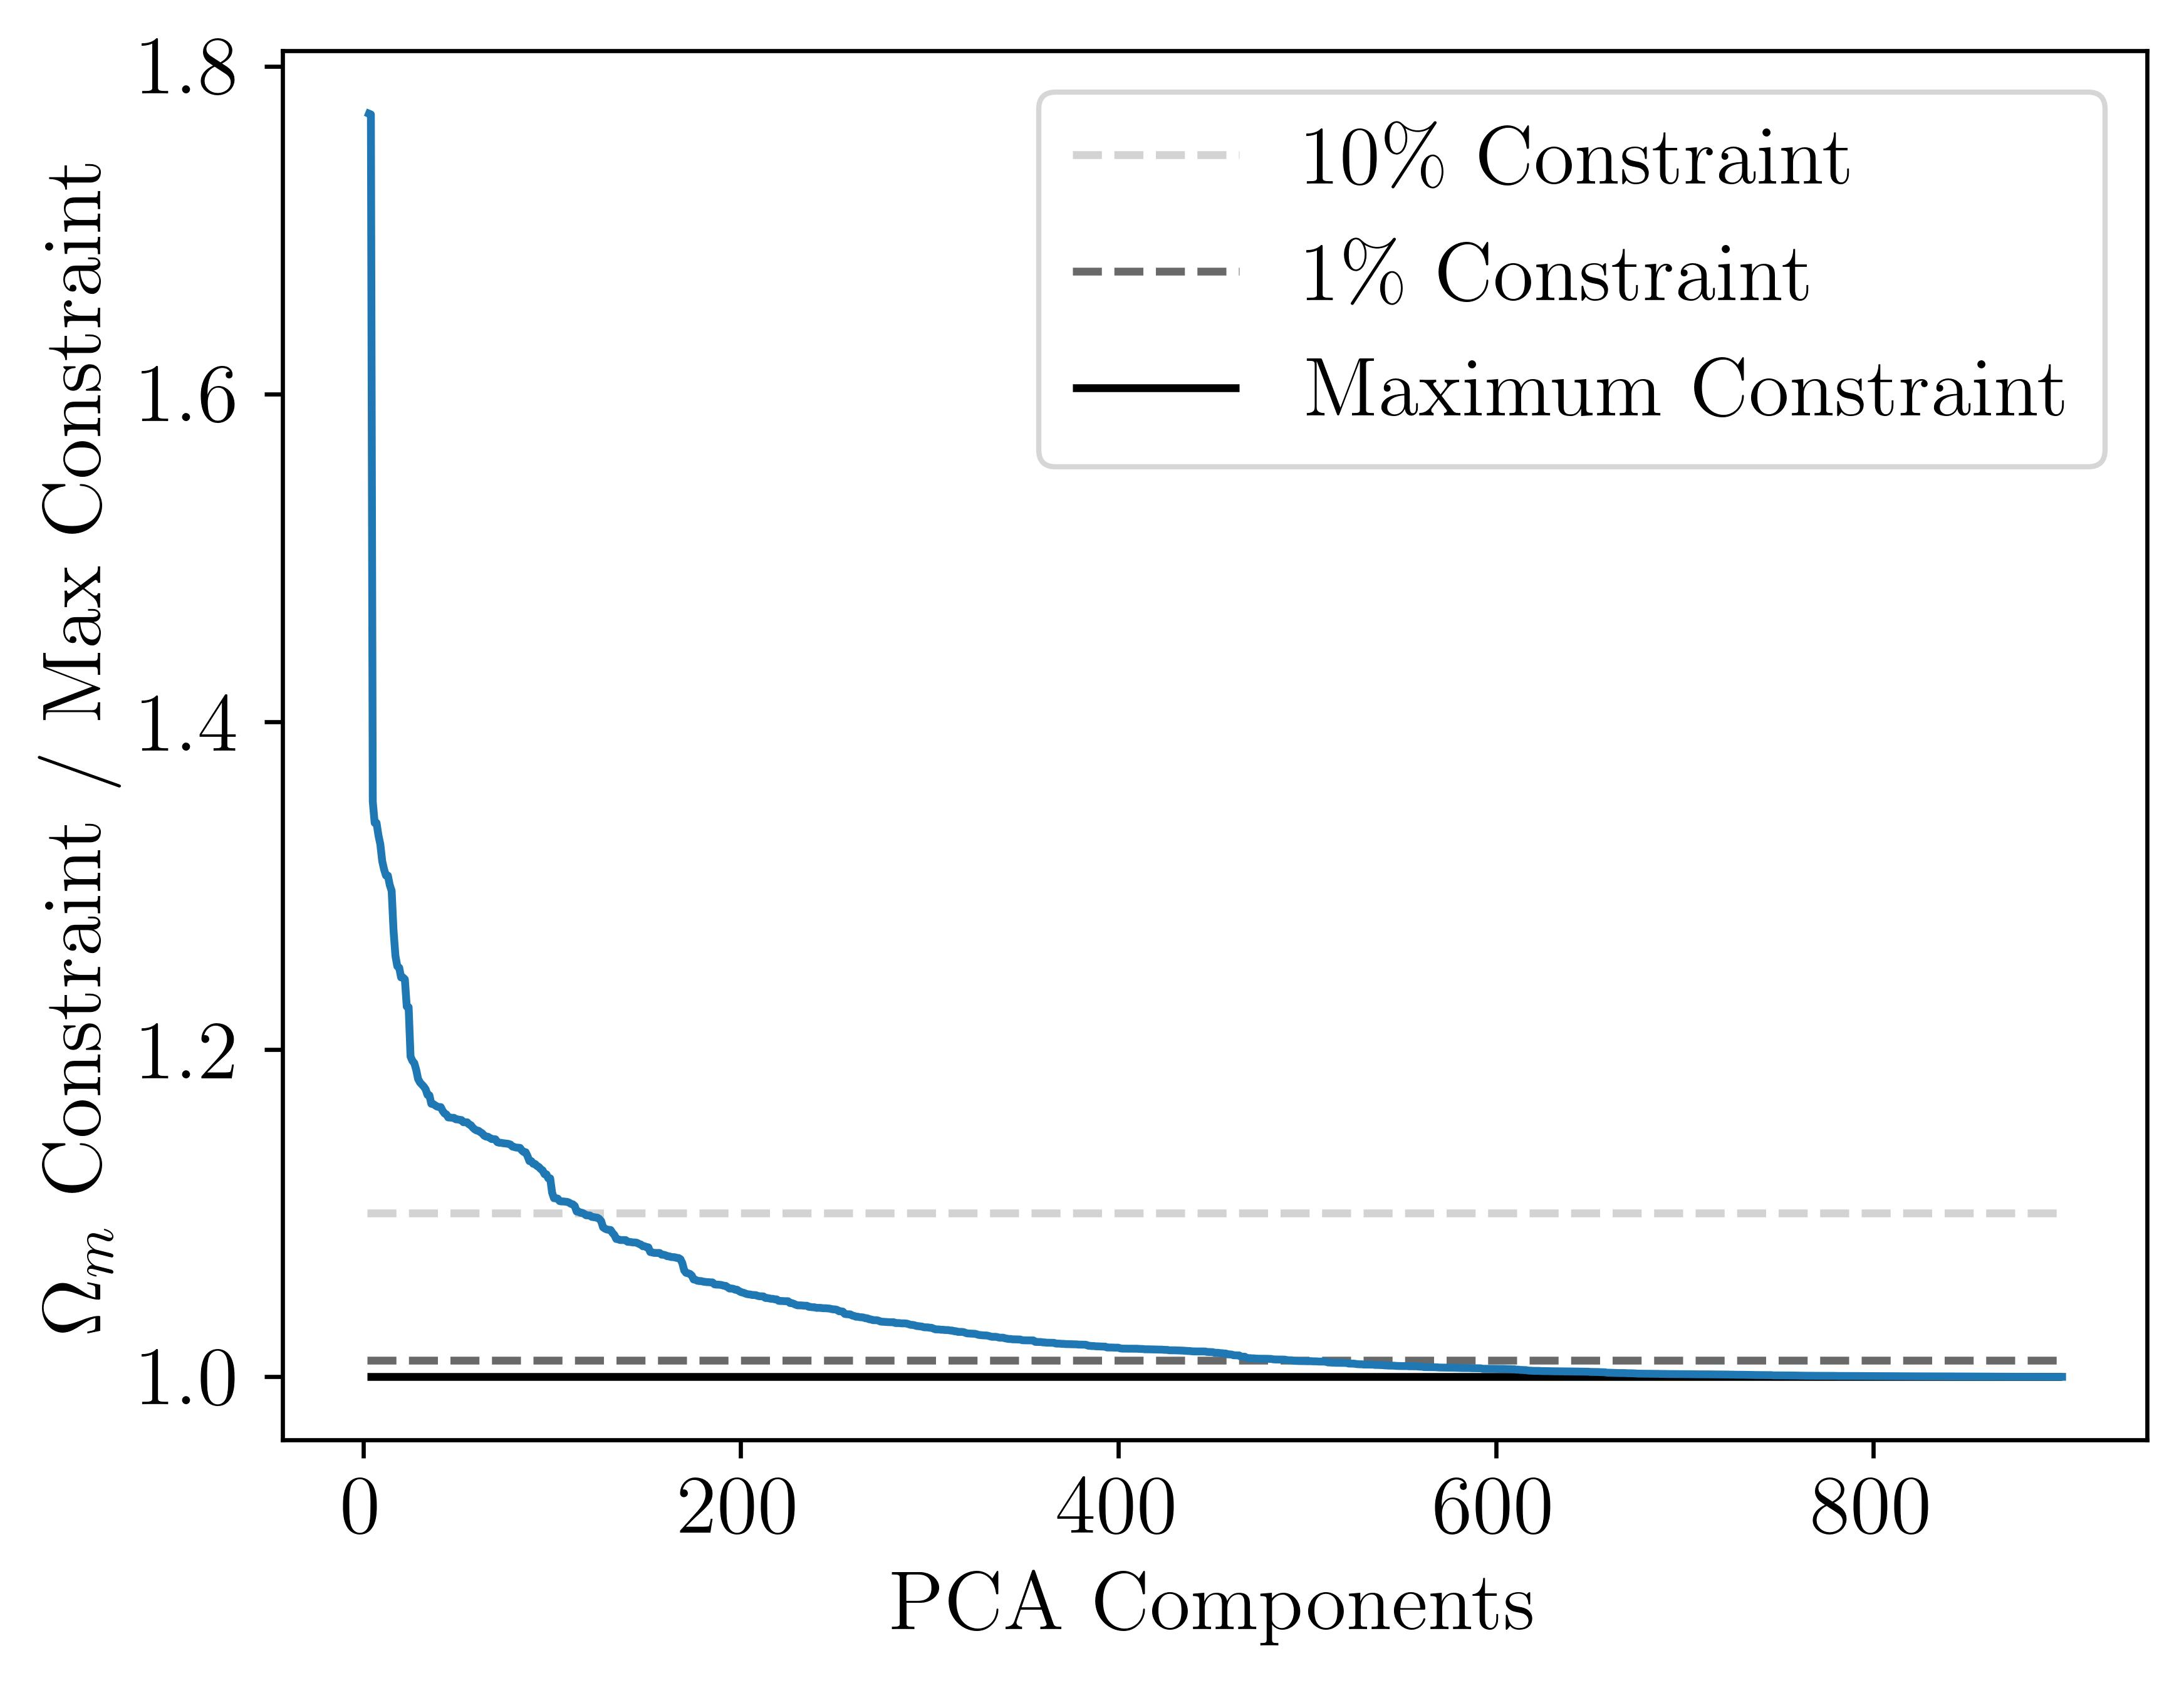 1.8
1.6
1.4
1.2
1.0
Ωm Constraint / Max Constraint
10% Constraint
1% Constraint
Maximum Constraint
0 200 400 600 800
PCA Components